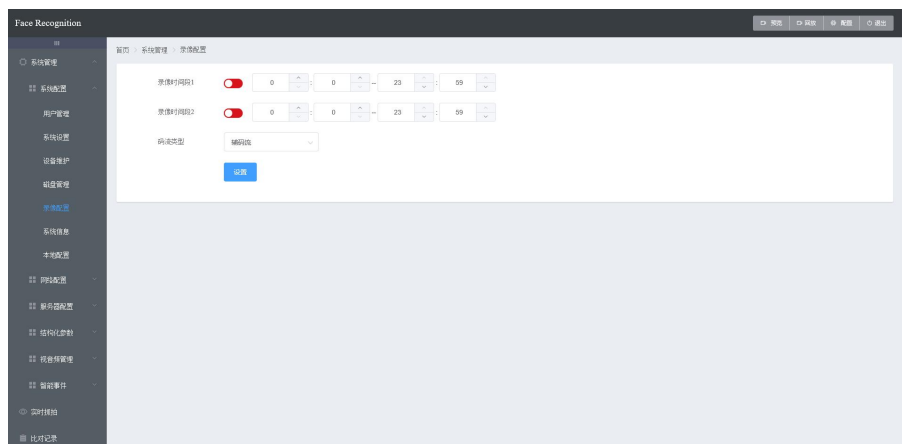 Face Recognition
预览 回放 配置 退出
首页 系统管理 录像配置
系统管理
系统配置
用户管理
系统设置
设备维护
磁盘管理
录像配置
系统信息
本地配置
网络配置
服务器配置
结构化参数
视音频管理
智能事件
实时抓拍
比对记录
录像时间段1 0 : 0 ~ 23 : 59
录像时间段2 0 : 0 ~ 23 : 59
码流类型 辅码流
设置